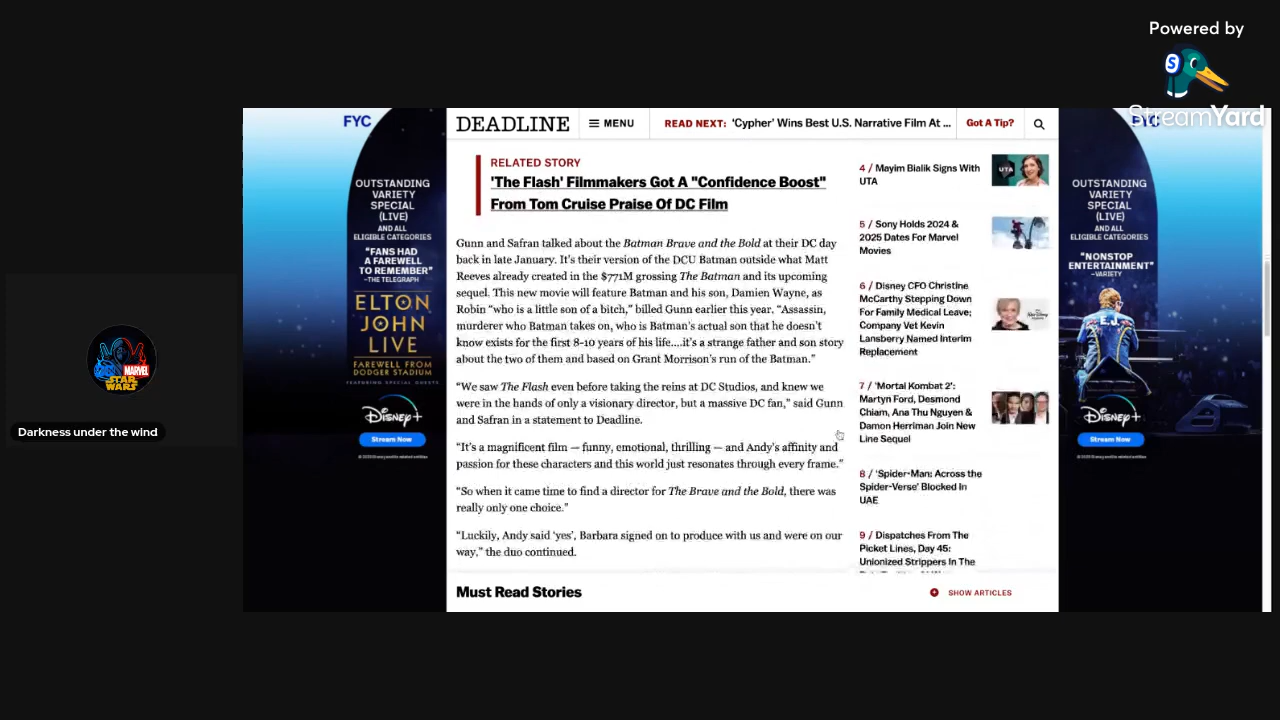 Powered by
StreamYard
FYC
OUTSTANDING
VARIETY
SPECIAL
(LIVE)
AND ALL
ELIGIBLE CATEGORIES
"FANS HAD
A FAREWELL
TO REMEMBER"
–THE TELEGRAPH
ELTON
JOHN
LIVE
FAREWELL FROM
DODGER STADIUM
FEATURING SPECIAL GUESTS
Disney+
Stream Now
MARVEL
STAR
WARS
Darkness under the wind
DEADLINE
MENU
READ NEXT: 'Cypher' Wins Best U.S. Narrative Film At ...
Got A Tip?
RELATED STORY
'The Flash' Filmmakers Got A "Confidence Boost"
From Tom Cruise Praise Of DC Film
Gunn and Safran talked about the Batman Brave and the Bold at their DC day
back in late January. It's their version of the DCU Batman outside what Matt
Reeves already created in the $771M grossing The Batman and its upcoming
sequel. This new movie will feature Batman and his son, Damien Wayne, as
Robin "who is a little son of a bitch," billed Gunn earlier this year. "Assassin,
murderer who Batman takes on, who is Batman's actual son that he doesn't
know exists for the first 8-10 years of his life....it's a strange father and son story
about the two of them and based on Grant Morrison's run of the Batman."
"We saw The Flash even before taking the reins at DC Studios, and knew we
were in the hands of only a visionary director, but a massive DC fan," said Gunn
and Safran in a statement to Deadline.
"It's a magnificent film — funny, emotional, thrilling — and Andy's affinity and
passion for these characters and this world just resonates through every frame."
"So when it came time to find a director for The Brave and the Bold, there was
really only one choice."
"Luckily, Andy said 'yes', Barbara signed on to produce with us and were on our
way," the duo continued.
4 / Mayim Bialik Signs With
UTA
UTA
5 / Sony Holds 2024 &
2025 Dates For Marvel
Movies
6 / Disney CFO Christine
McCarthy Stepping Down
For Family Medical Leave;
Company Vet Kevin
Lansberry Named Interim
Replacement
7 / 'Mortal Kombat 2':
Martyn Ford, Desmond
Chiam, Ana Thu Nguyen &
Damon Herriman Join New
Line Sequel
8 / 'Spider-Man: Across the
Spider-Verse' Blocked In
UAE
9 / Dispatches From The
Picket Lines, Day 45:
Unionized Strippers In The
Must Read Stories
SHOW ARTICLES
FYC
OUTSTANDING
VARIETY
SPECIAL
(LIVE)
AND ALL
ELIGIBLE CATEGORIES
"NONSTOP
ENTERTAINMENT"
–VARIETY
E.J.
Disney+
Stream Now